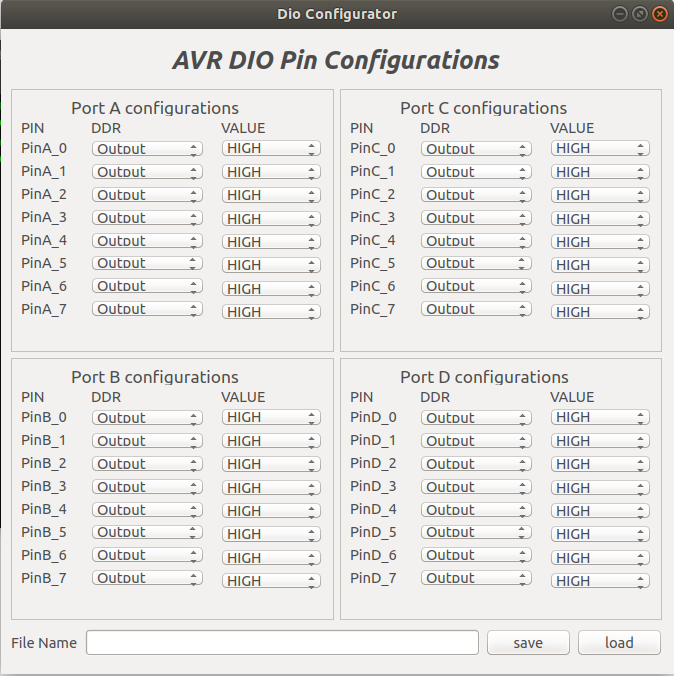 Dio Configurator
AVR DIO Pin Configurations
Port A configurations
PIN DDR VALUE
PinA_0 Output HIGH
PinA_1 Output HIGH
PinA_2 Output HIGH
PinA_3 Output HIGH
PinA_4 Output HIGH
PinA_5 Output HIGH
PinA_6 Output HIGH
PinA_7 Output HIGH
Port C configurations
PIN DDR VALUE
PinC_0 Output HIGH
PinC_1 Output HIGH
PinC_2 Output HIGH
PinC_3 Output HIGH
PinC_4 Output HIGH
PinC_5 Output HIGH
PinC_6 Output HIGH
PinC_7 Output HIGH
Port B configurations
PIN DDR VALUE
PinB_0 Output HIGH
PinB_1 Output HIGH
PinB_2 Output HIGH
PinB_3 Output HIGH
PinB_4 Output HIGH
PinB_5 Output HIGH
PinB_6 Output HIGH
PinB_7 Output HIGH
Port D configurations
PIN DDR VALUE
PinD_0 Output HIGH
PinD_1 Output HIGH
PinD_2 Output HIGH
PinD_3 Output HIGH
PinD_4 Output HIGH
PinD_5 Output HIGH
PinD_6 Output HIGH
PinD_7 Output HIGH
File Name save load